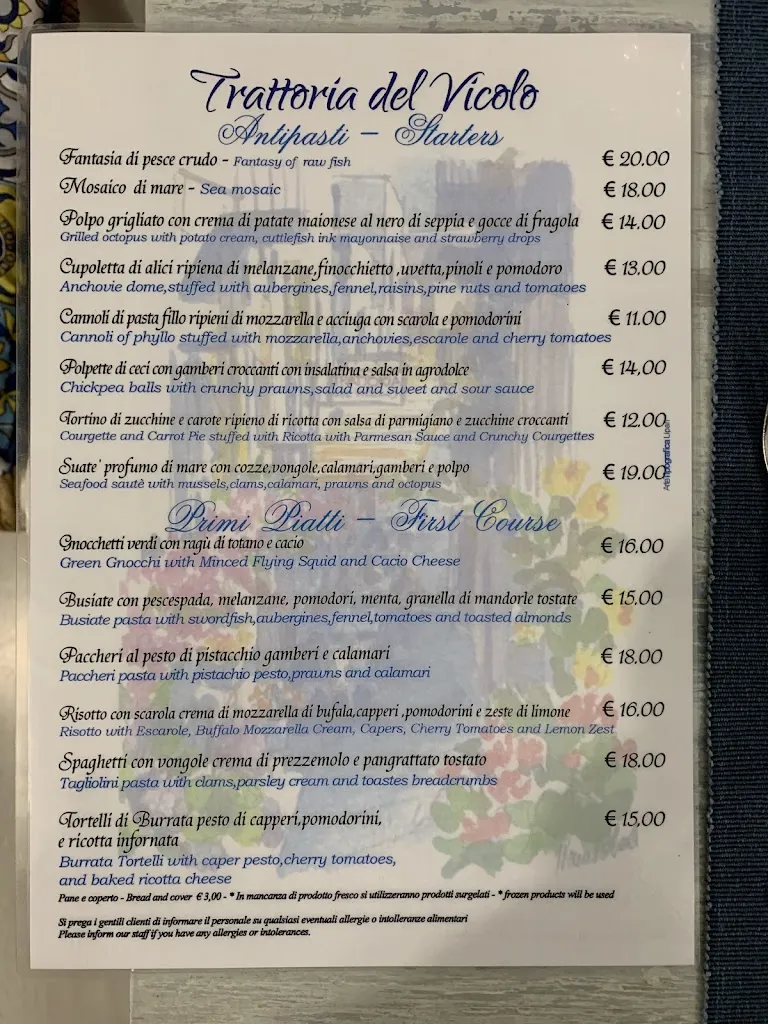 Trattoria del Vicolo
Antipasti - Starters
Fantasia di pesce crudo - Fantasy of raw fish € 20.00
Mosaico di mare - Sea mosaic € 18.00
Polpo grigliato con crema di patate maionese al nero di seppia e gocce di fragola € 14.00
Grilled octopus with potato cream, cuttlefish ink mayonnaise and strawberry drops
Cupoletta di alici ripiena di melanzane,finocchietto ,uvetta,pinoli e pomodoro € 13.00
Anchovie dome,stuffed with aubergines,fennel,raisins,pine nuts and tomatoes
Cannoli di pasta fillo ripieni di mozzarella e acciuga con scarola e pomodorini € 11.00
Cannoli of phyllo stuffed with mozzarella,anchovies,escarole and cherry tomatoes
Polpette di ceci con gamberi croccanti con insalatina e salsa in agrodolce € 14,00
Chickpea balls with crunchy prawns,salad and sweet and sour sauce
Tortino di zucchine e carote ripieno di ricotta con salsa di parmigiano e zucchine croccanti € 12.00
Courgette and Carrot Pie stuffed with Ricotta with Parmesan Sauce and Crunchy Courgettes
Suate' profumo di mare con cozze,vongole,calamari,gamberi e polpo € 19.00
Seafood sautè with mussels,clams,calamari, prawns and octopus
ArteTipografica Lipari
Primi Piatti - First Course
Gnocchetti verdi con ragù di totano e cacio € 16.00
Green Gnocchi with Minced Flying Squid and Cacio Cheese
Busiate con pescespada, melanzane, pomodori, menta, granella di mandorle tostate € 15.00
Busiate pasta with swordfish,aubergines,fennel,tomatoes and toasted almonds
Paccheri al pesto di pistacchio gamberi e calamari € 18.00
Paccheri pasta with pistachio pesto,prawns and calamari
Risotto con scarola crema di mozzarella di bufala,capperi ,pomodorini e zeste di limone € 16.00
Risotto with Escarole, Buffalo Mozzarella Cream, Capers, Cherry Tomatoes and Lemon Zest
Spaghetti con vongole crema di prezzemolo e pangrattato tostato € 18.00
Tagliolini pasta with clams,parsley cream and toastes breadcrumbs
Tortelli di Burrata pesto di capperi,pomodorini, € 15,00
e ricotta infornata
Burrata Tortelli with caper pesto,cherry tomatoes,
and baked ricotta cheese
Pane e coperto - Bread and cover € 3,00 - * In mancanza di prodotto fresco si utilizzeranno prodotti surgelati - * frozen products will be used
Si prega i gentili clienti di informare il personale su qualsiasi eventuali allergie o intolleranze alimentari
Please inform our staff if you have any allergies or intolerances.